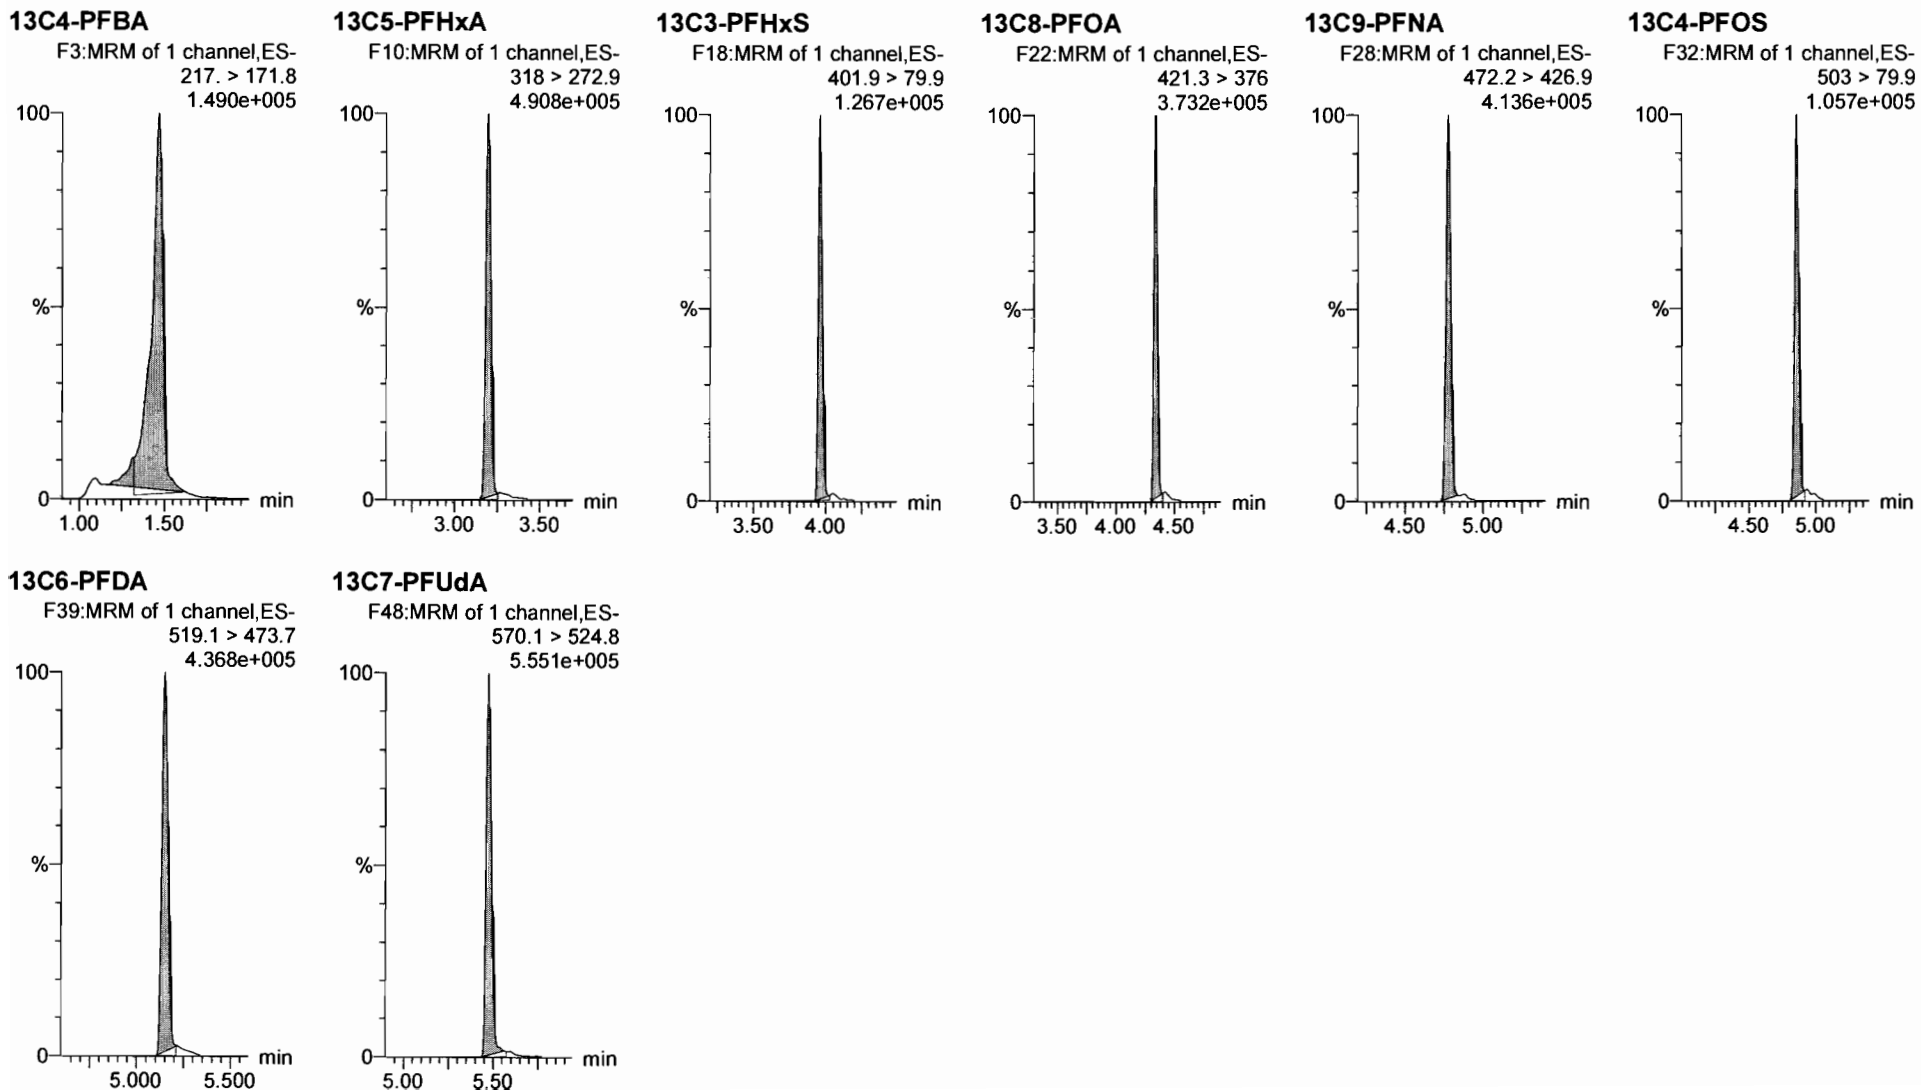 13C4-PFBA
F3:MRM of 1 channel,ES-
217. > 171.8
1.490e+005
100
%
0
min
1.00 1.50
13C5-PFHxA
F10:MRM of 1 channel,ES-
318 > 272.9
4.908e+005
100
%
0
min
3.00 3.50
13C3-PFHxS
F18:MRM of 1 channel,ES-
401.9 > 79.9
1.267e+005
100
%
0
min
3.50 4.00
13C8-PFOA
F22:MRM of 1 channel,ES-
421.3 > 376
3.732e+005
100
%
0
min
3.50 4.00 4.50
13C9-PFNA
F28:MRM of 1 channel,ES-
472.2 > 426.9
4.136e+005
100
%
0
min
4.50 5.00
13C4-PFOS
F32:MRM of 1 channel,ES-
503 > 79.9
1.057e+005
100
%
0
min
4.50 5.00
13C6-PFDA
F39:MRM of 1 channel,ES-
519.1 > 473.7
4.368e+005
100
%
0
min
5.000 5.500
13C7-PFUdA
F48:MRM of 1 channel,ES-
570.1 > 524.8
5.551e+005
100
%
0
min
5.00 5.50